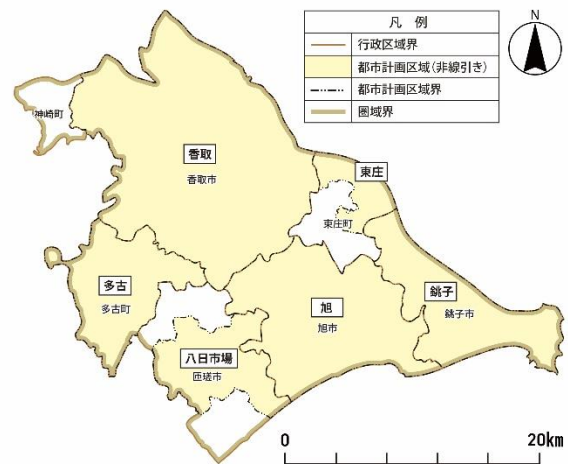 凡 例
行政区域界
都市計画区域(非線引き)
都市計画区域界
圏域界
N
神崎町
香取
香取市
東庄
東庄町
多古
多古町
旭
旭市
銚子
銚子市
八日市場
匝瑳市
0 20km